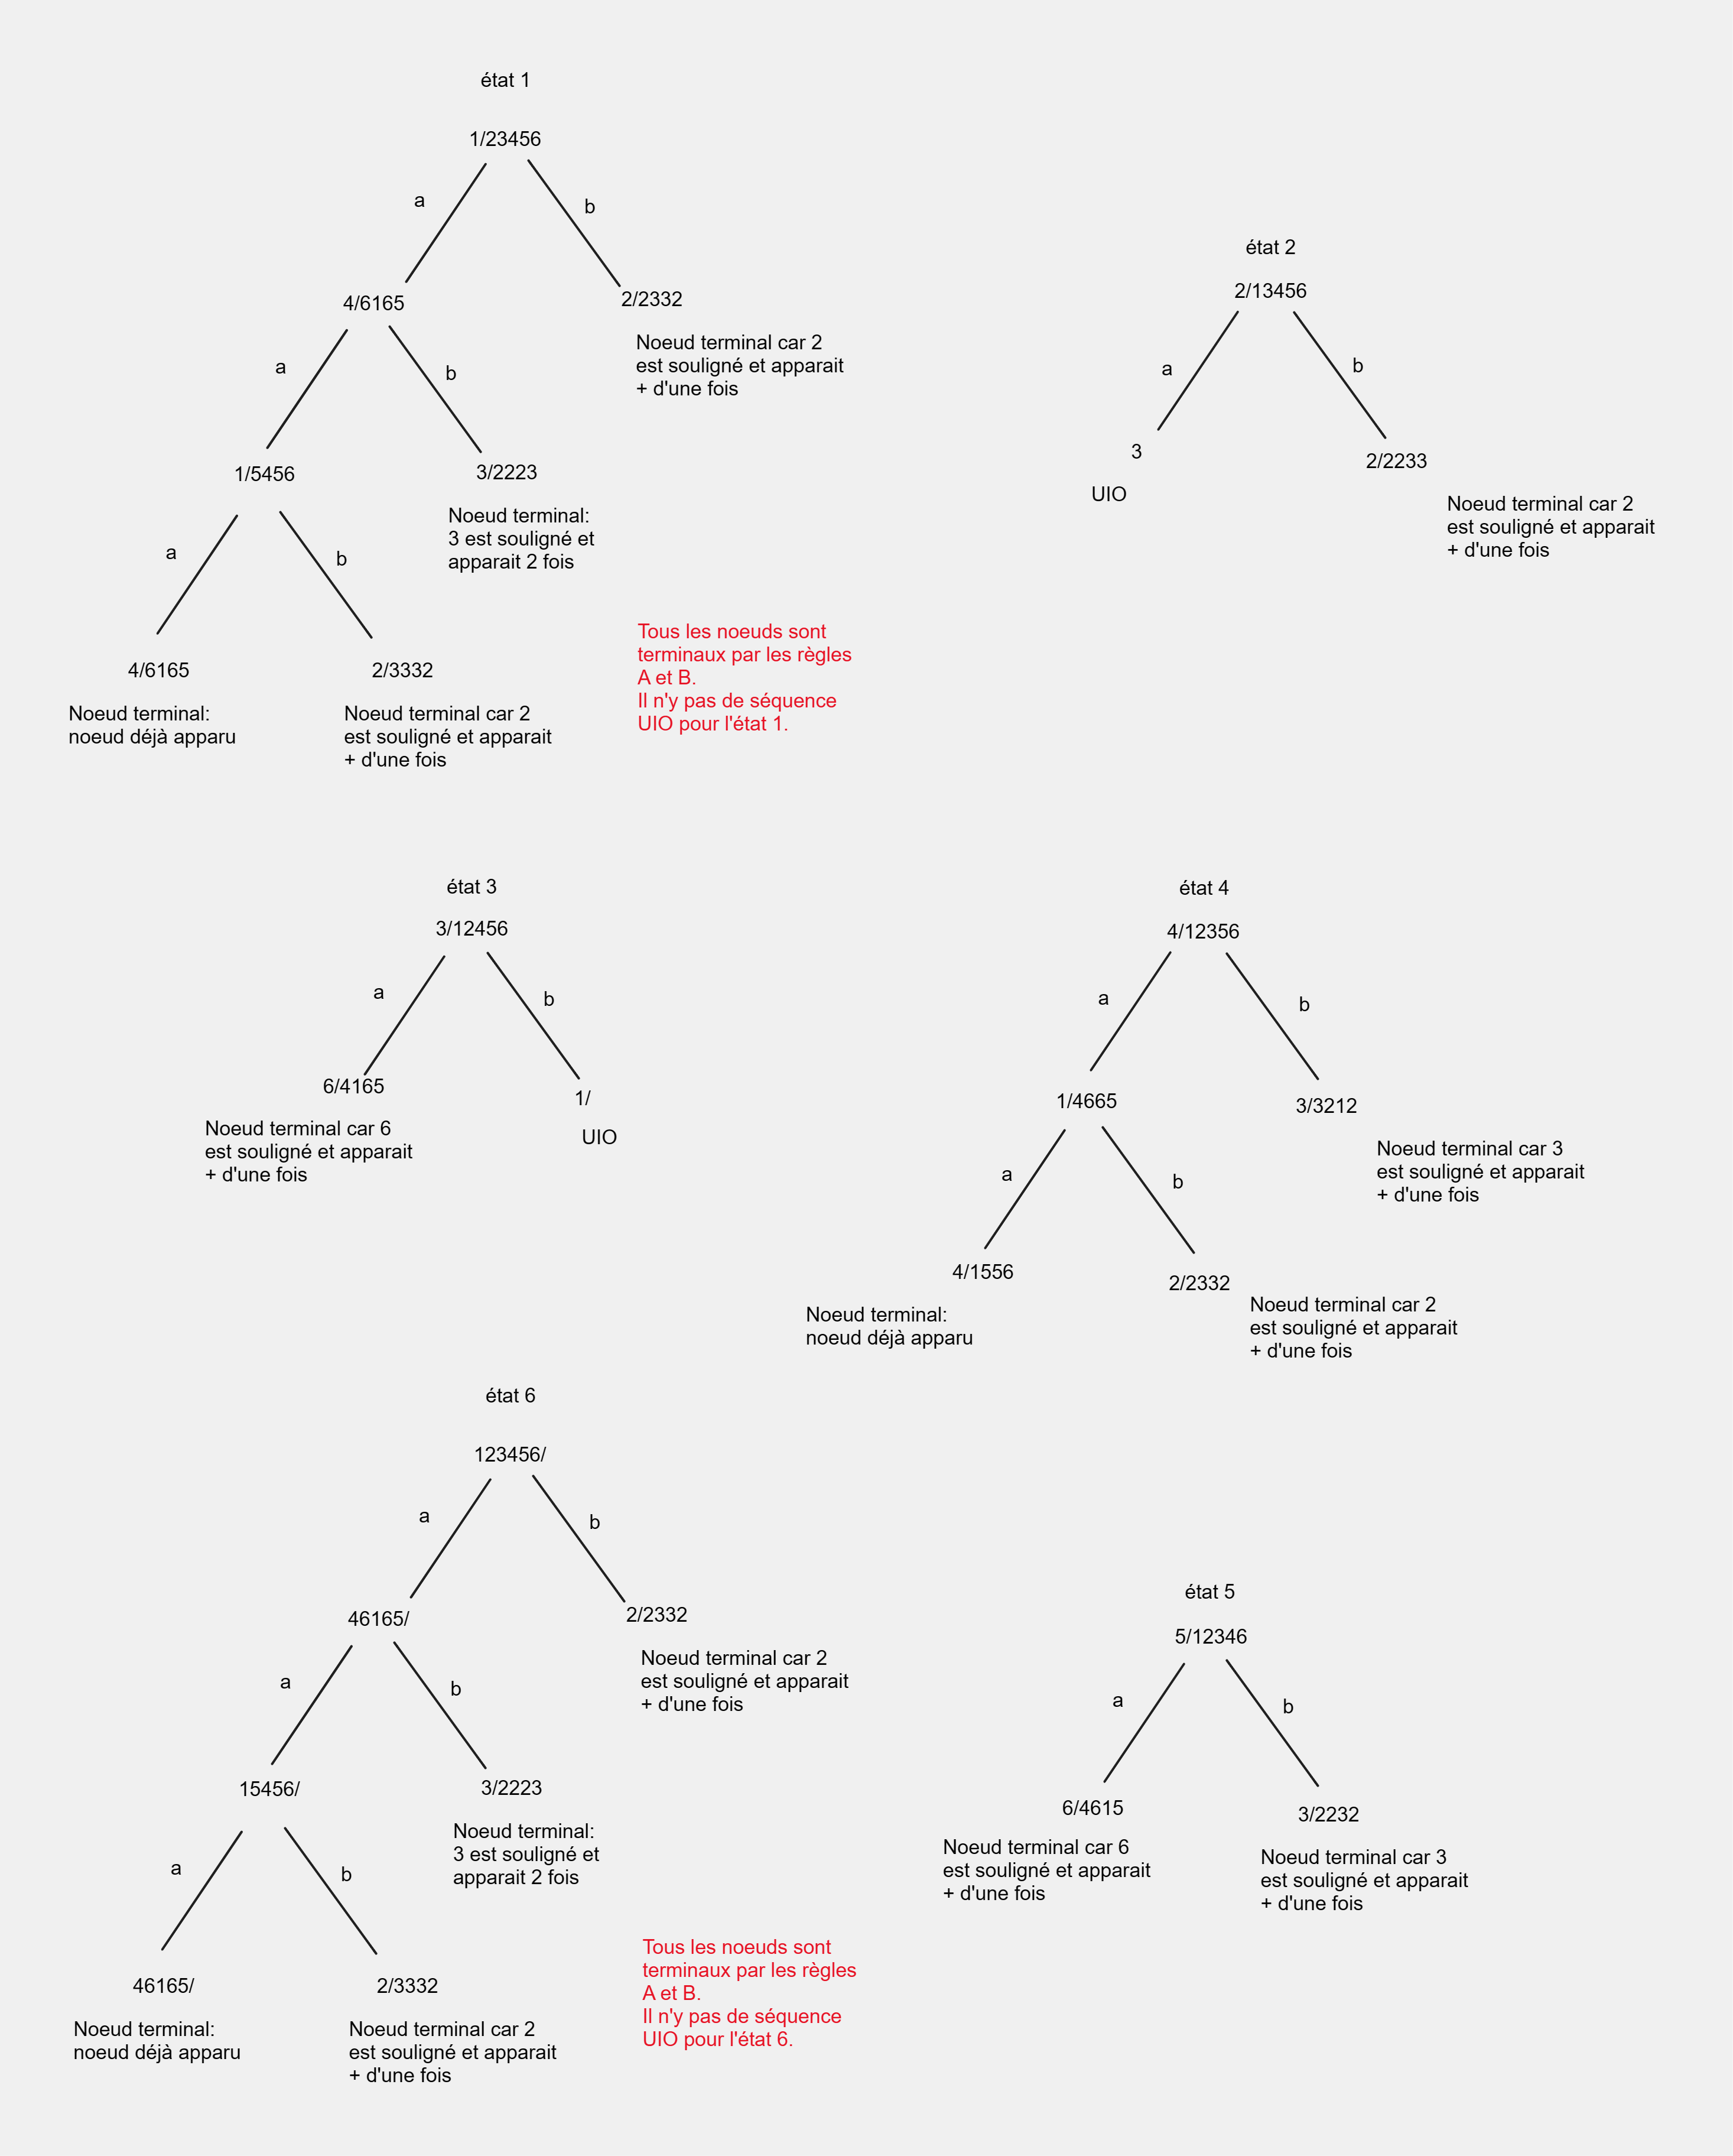 état 1
1/23456
a
b
4/6165
2/2332
Noeud terminal car 2
est souligné et apparait
+ d'une fois
a
b
1/5456
3/2223
Noeud terminal:
3 est souligné et
apparait 2 fois
a
b
4/6165
2/3332
Noeud terminal:
noeud déjà apparu
Noeud terminal car 2
est souligné et apparait
+ d'une fois
Tous les noeuds sont
terminaux par les règles
A et B.
Il n'y pas de séquence
UIO pour l'état 1.
état 2
2/13456
a
b
3
UIO
2/2233
Noeud terminal car 2
est souligné et apparait
+ d'une fois
état 3
3/12456
a
b
6/4165
Noeud terminal car 6
est souligné et apparait
+ d'une fois
1/
UIO
état 4
4/12356
a
b
1/4665
3/3212
Noeud terminal car 3
est souligné et apparait
+ d'une fois
a
b
4/1556
Noeud terminal:
noeud déjà apparu
2/2332
Noeud terminal car 2
est souligné et apparait
+ d'une fois
état 6
123456/
a
b
46165/
2/2332
Noeud terminal car 2
est souligné et apparait
+ d'une fois
a
b
15456/
3/2223
Noeud terminal:
3 est souligné et
apparait 2 fois
a
b
46165/
2/3332
Noeud terminal:
noeud déjà apparu
Noeud terminal car 2
est souligné et apparait
+ d'une fois
Tous les noeuds sont
terminaux par les règles
A et B.
Il n'y pas de séquence
UIO pour l'état 6.
état 5
5/12346
a
b
6/4615
Noeud terminal car 6
est souligné et apparait
+ d'une fois
3/2232
Noeud terminal car 3
est souligné et apparait
+ d'une fois